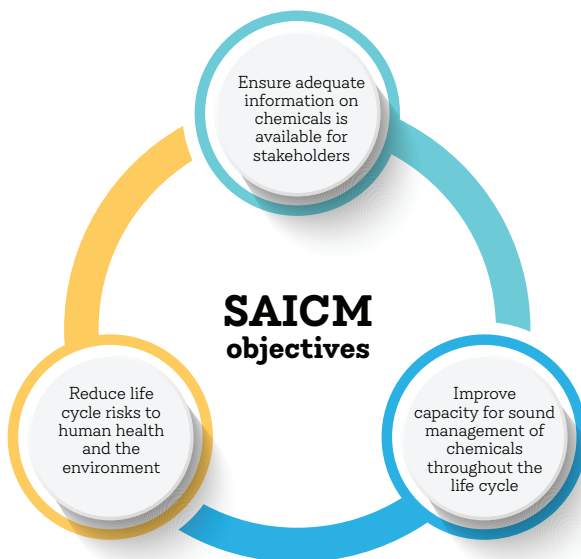 Ensure adequate
information on
chemicals is
available for
stakeholders
SAICM
objectives
Reduce life
cycle risks to
human health
and the
environment
Improve
capacity for sound
management of
chemicals
throughout the
life cycle